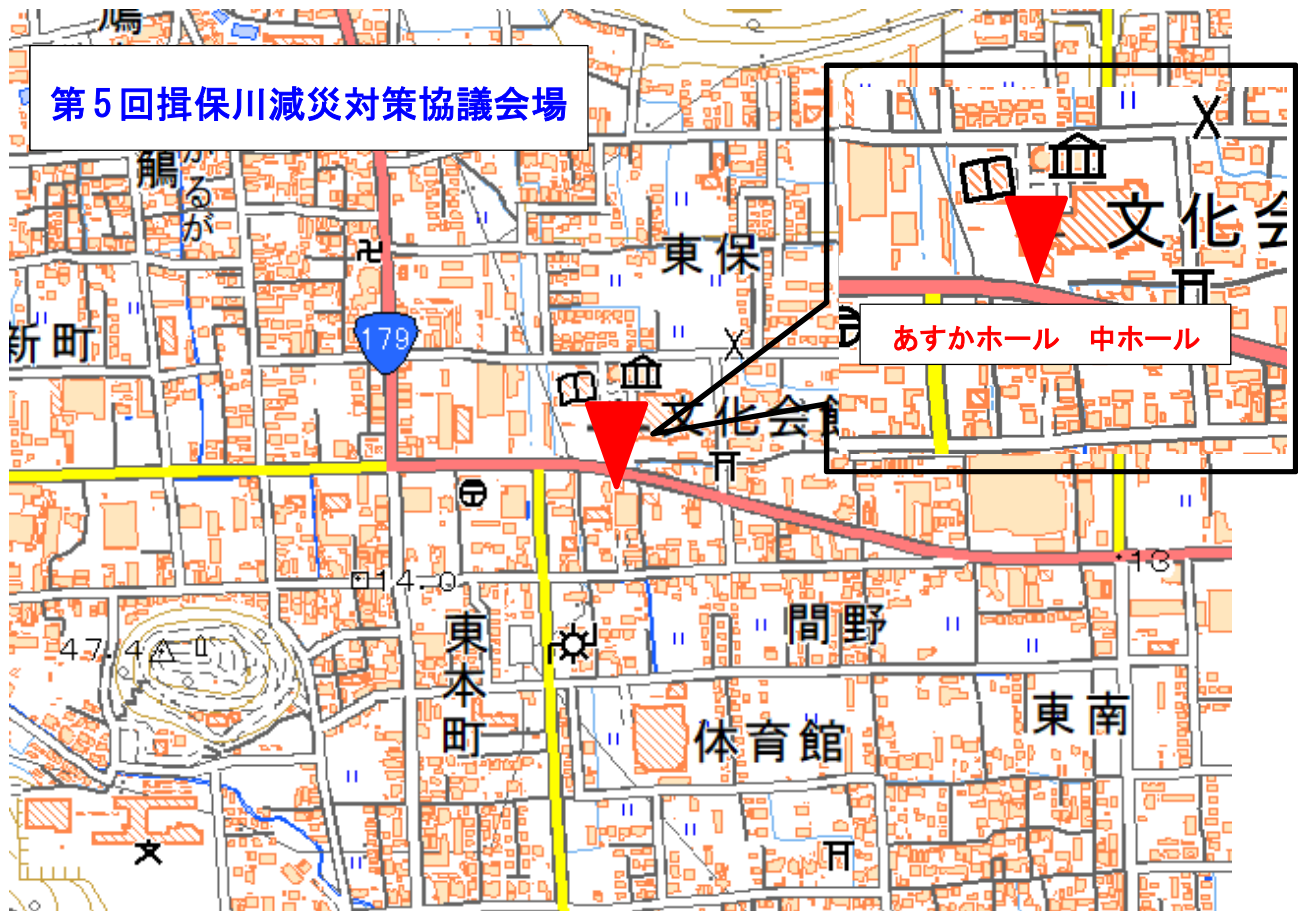 第5回揖保川減災対策協議会場
鵤
いかるが
東保
新町
179
文化会館
文化会
あすかホール 中ホール
14.0
13
間野
47.4
東本町
体育館
東南